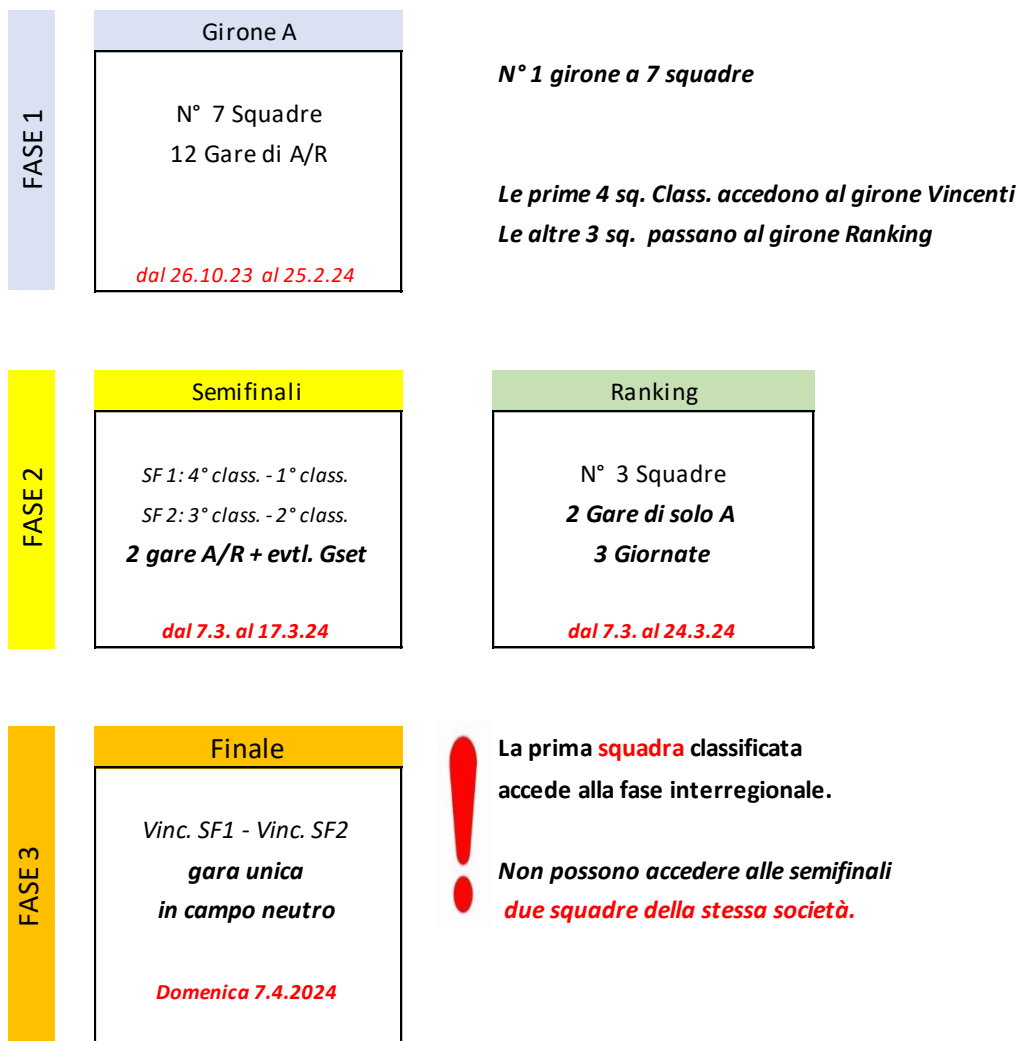 FASE 1
Girone A
N° 7 Squadre
12 Gare di A/R
dal 26.10.23 al 25.2.24
N° 1 girone a 7 squadre
Le prime 4 sq. Class. accedono al girone Vincenti
Le altre 3 sq. passano al girone Ranking
FASE 2
Semifinali
SF 1: 4° class. - 1° class.
SF 2: 3° class. - 2° class.
2 gare A/R + evtl. Gset
dal 7.3. al 17.3.24
Ranking
N° 3 Squadre
2 Gare di solo A
3 Giornate
dal 7.3. al 24.3.24
FASE 3
Finale
Vinc. SF1 - Vinc. SF2
gara unica
in campo neutro
Domenica 7.4.2024
La prima squadra classificata
accede alla fase interregionale.
Non possono accedere alle semifinali
due squadre della stessa società.